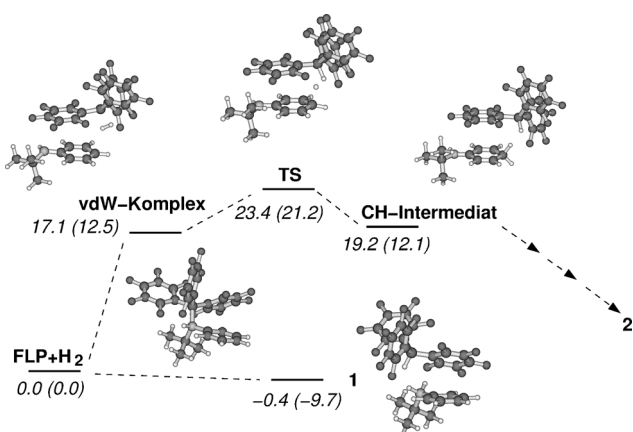 TS
vdW–Komplex
23.4 (21.2)
CH–Intermediat
17.1 (12.5)
19.2 (12.1)
2
FLP+H2
1
0.0 (0.0)
−0.4 (−9.7)